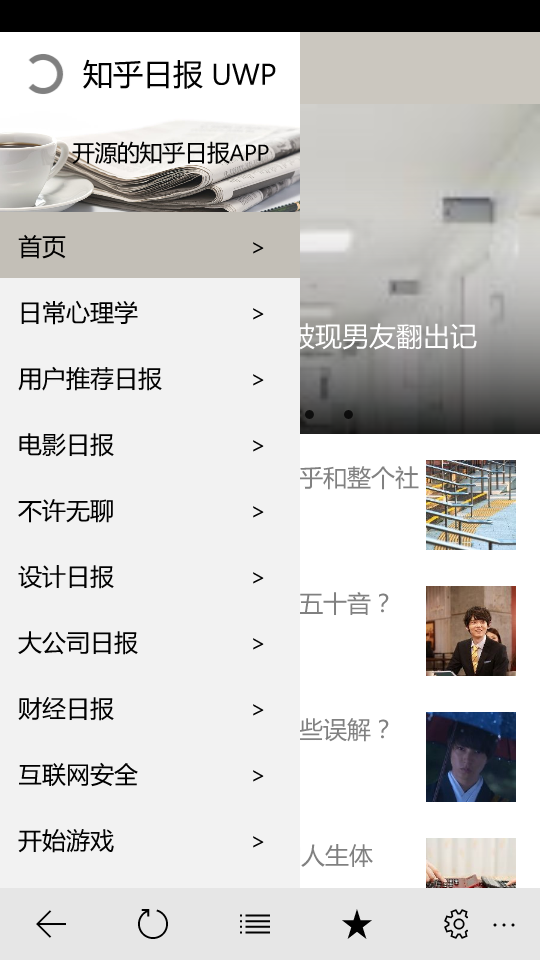 知乎日报 UWP
开源的知乎日报APP
首页 >
日常心理学 >
用户推荐日报 >
电影日报 >
不许无聊 >
设计日报 >
大公司日报 >
财经日报 >
互联网安全 >
开始游戏 >
现男友翻出记
乎和整个社
五十音？
些误解？
人生体